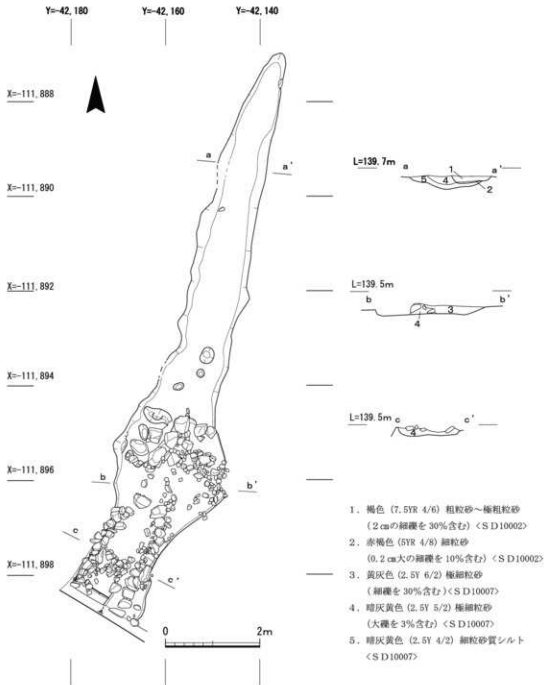 Y=-42,180
Y=-42,160
Y=-42,140
X=-111,888
X=-111,890
X=-111,892
X=-111,894
X=-111,896
X=-111,898
a
a'
b
b'
c
c'
0
2m
L=139.7m
a
1
a'
5
4
2
L=139.5m
b
b'
3
4
L=139.5m
c
c'
4
1．褐色 (7.5YR 4/6) 粗粒砂～極粗粒砂
(２㎝の細礫を30%含む)＜ＳＤ10002＞
2．赤褐色 (5YR 4/8) 細粒砂
(0.2㎝大の細礫を10%含む)＜ＳＤ10002＞
3．黄灰色 (2.5Y 6/2) 極細粒砂
(細礫を30%含む)＜ＳＤ10007＞
4．暗灰黄色 (2.5Y 5/2) 極細粒砂
(大礫を3%含む)＜ＳＤ10007＞
5．暗灰黄色 (2.5Y 4/2) 細粒砂質シルト
＜ＳＤ10007＞